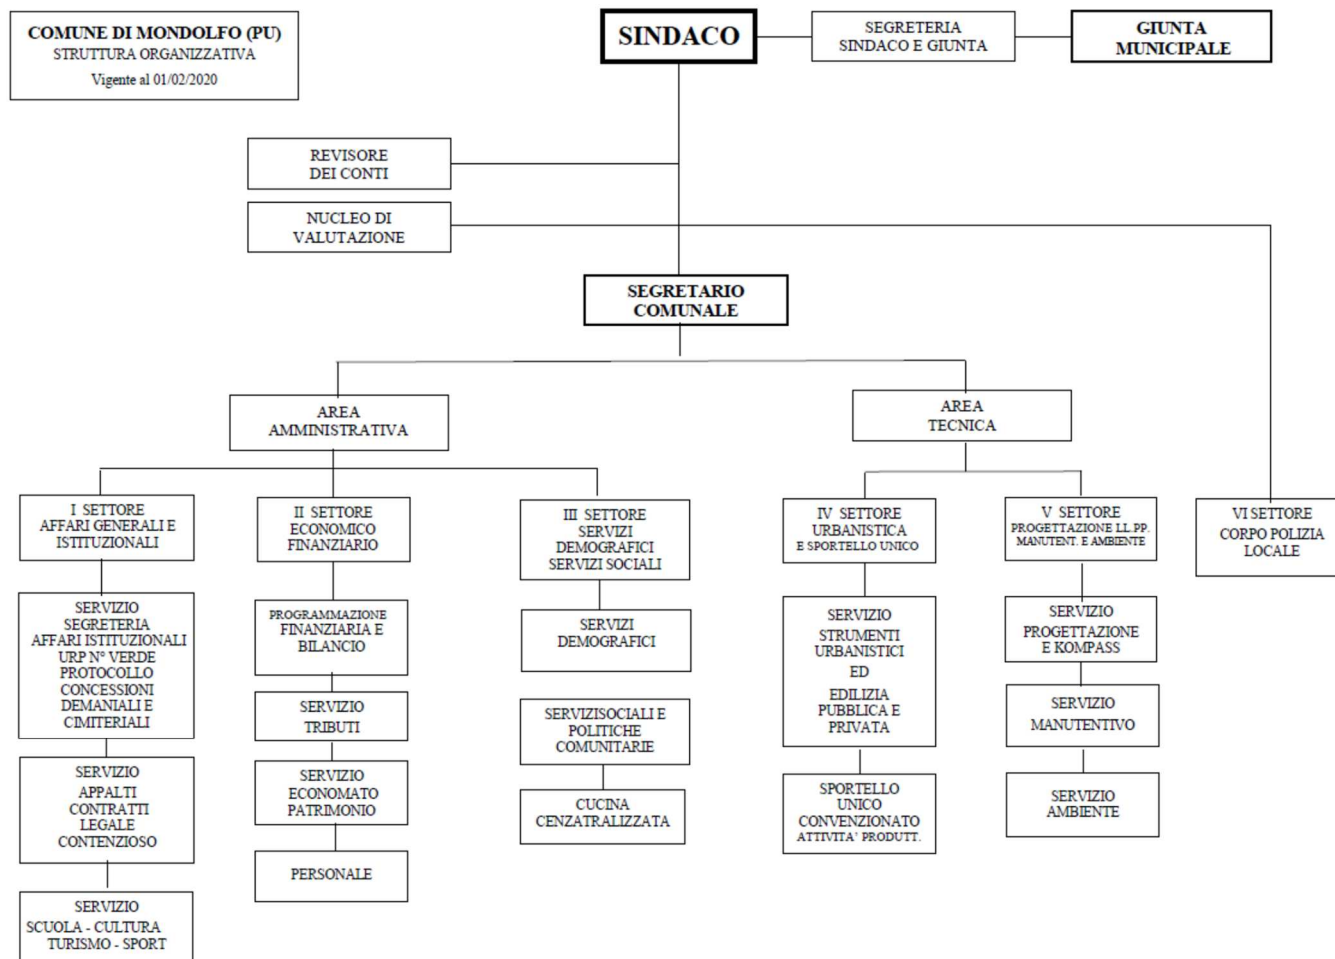 COMUNE DI MONDOLFO (PU)
STRUTTURA ORGANIZZATIVA
Vigente al 01/02/2020
SINDACO
SEGRETERIA
SINDACO E GIUNTA
GIUNTA
MUNICIPALE
REVISORE
DEI CONTI
NUCLEO DI
VALUTAZIONE
SEGRETARIO
COMUNALE
AREA
AMMINISTRATIVA
AREA
TECNICA
I SETTORE
AFFARI GENERALI E
ISTITUZIONALI
II SETTORE
ECONOMICO
FINANZIARIO
III SETTORE
SERVIZI
DEMOGRAFICI
SERVIZI SOCIALI
IV SETTORE
URBANISTICA
E SPORTELLO UNICO
V SETTORE
PROGETTAZIONE LL.PP.
MANUTENT. E AMBIENTE
VI SETTORE
CORPO POLIZIA
LOCALE
SERVIZIO
SEGRETERIA
AFFARI ISTITUZIONALI
URP N° VERDE
PROTOCOLLO
CONCESSIONI
DEMANIALI E
CIMITERIALI
PROGRAMMAZIONE
FINANZIARIA E
BILANCIO
SERVIZI
DEMOGRAFICI
SERVIZIO
STRUMENTI
URBANISTICI
ED
EDILIZIA
PUBBLICA E
PRIVATA
SERVIZIO
PROGETTAZIONE
E KOMPASS
SERVIZIO
TRIBUTI
SERVIZISOCIALI E
POLITICHE
COMUNITARIE
SERVIZIO
MANUTENTIVO
SERVIZIO
APPALTI
CONTRATTI
LEGALE
CONTENZIOSO
SERVIZIO
ECONOMATO
PATRIMONIO
CUCINA
CENZATRALIZZATA
SPORTELLO
UNICO
CONVENZIONATO
ATTIVITA' PRODUTT.
SERVIZIO
AMBIENTE
PERSONALE
SERVIZIO
SCUOLA - CULTURA
TURISMO - SPORT